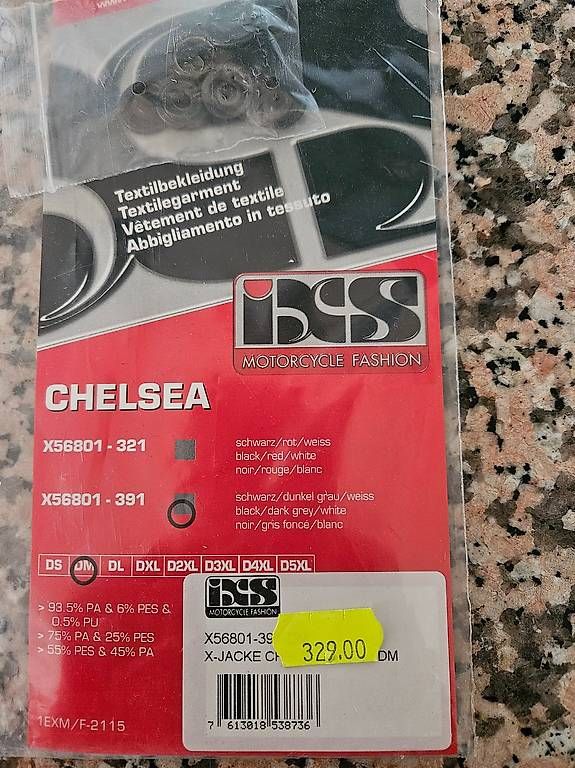 Textilbekleidung
Textilegarment
Vêtement de textile
Abbigliamento in tessuto
iXS
MOTORCYCLE FASHION
CHELSEA
X56801 - 321
schwarz/rot/weiss
black/red/white
noir/rouge/blanc
X56801 - 391
schwarz/dunkel grau/weiss
black/dark grey/white
noir/gris foncé/blanc
DS DM DL DXL D2XL D3XL D4XL D5XL
> 93.5% PA & 6% PES &
0.5% PU
> 75% PA & 25% PES
> 55% PES & 45% PA
1EXM/F-2115
iXS
MOTORCYCLE FASHION
X56801-39
X-JACKE DM
329.00
7 613018 538736